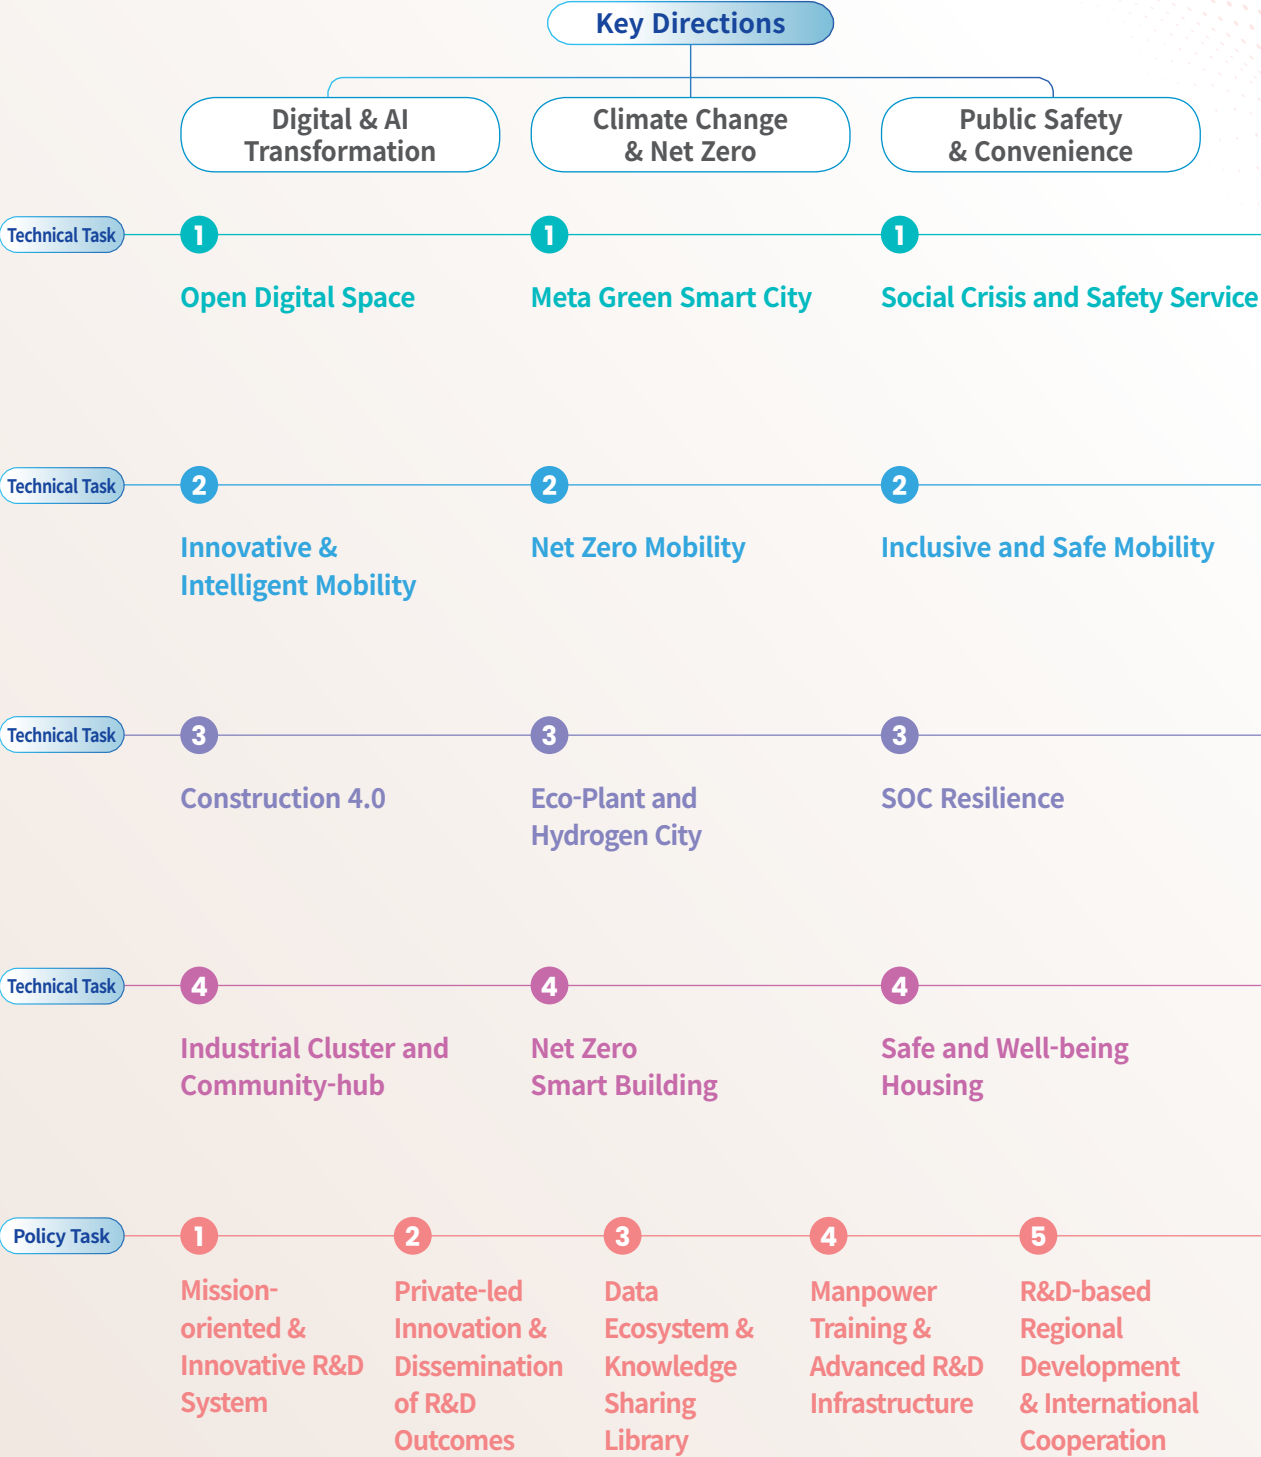 Key Directions
Digital & AI
Transformation
Climate Change
& Net Zero
Public Safety
& Convenience
Technical Task
1
1
1
Open Digital Space
Meta Green Smart City
Social Crisis and Safety Service
Technical Task
2
2
2
Innovative &
Intelligent Mobility
Net Zero Mobility
Inclusive and Safe Mobility
Technical Task
3
3
3
Construction 4.0
Eco-Plant and
Hydrogen City
SOC Resilience
Technical Task
4
4
4
Industrial Cluster and
Community-hub
Net Zero
Smart Building
Safe and Well-being
Housing
Policy Task
1
2
3
4
5
Mission-
oriented &
Innovative R&D
System
Private-led
Innovation &
Dissemination
of R&D
Outcomes
Data
Ecosystem &
Knowledge
Sharing
Library
Manpower
Training &
Advanced R&D
Infrastructure
R&D-based
Regional
Development
& International
Cooperation